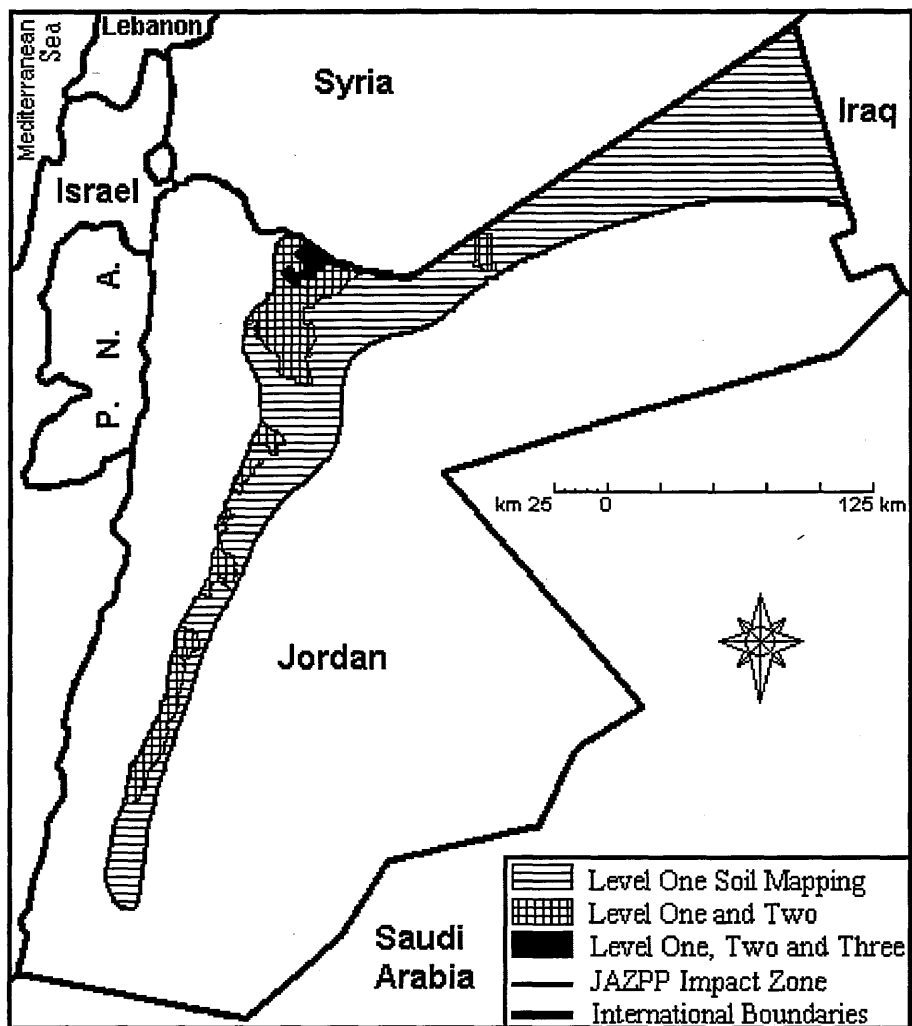 Mediterranean
Sea
Lebanon
Syria
Iraq
Israel
P. N. A.
km 25 0 125 km
Jordan
Saudi
Arabia
Level One Soil Mapping
Level One and Two
Level One, Two and Three
JAZPP Impact Zone
International Boundaries